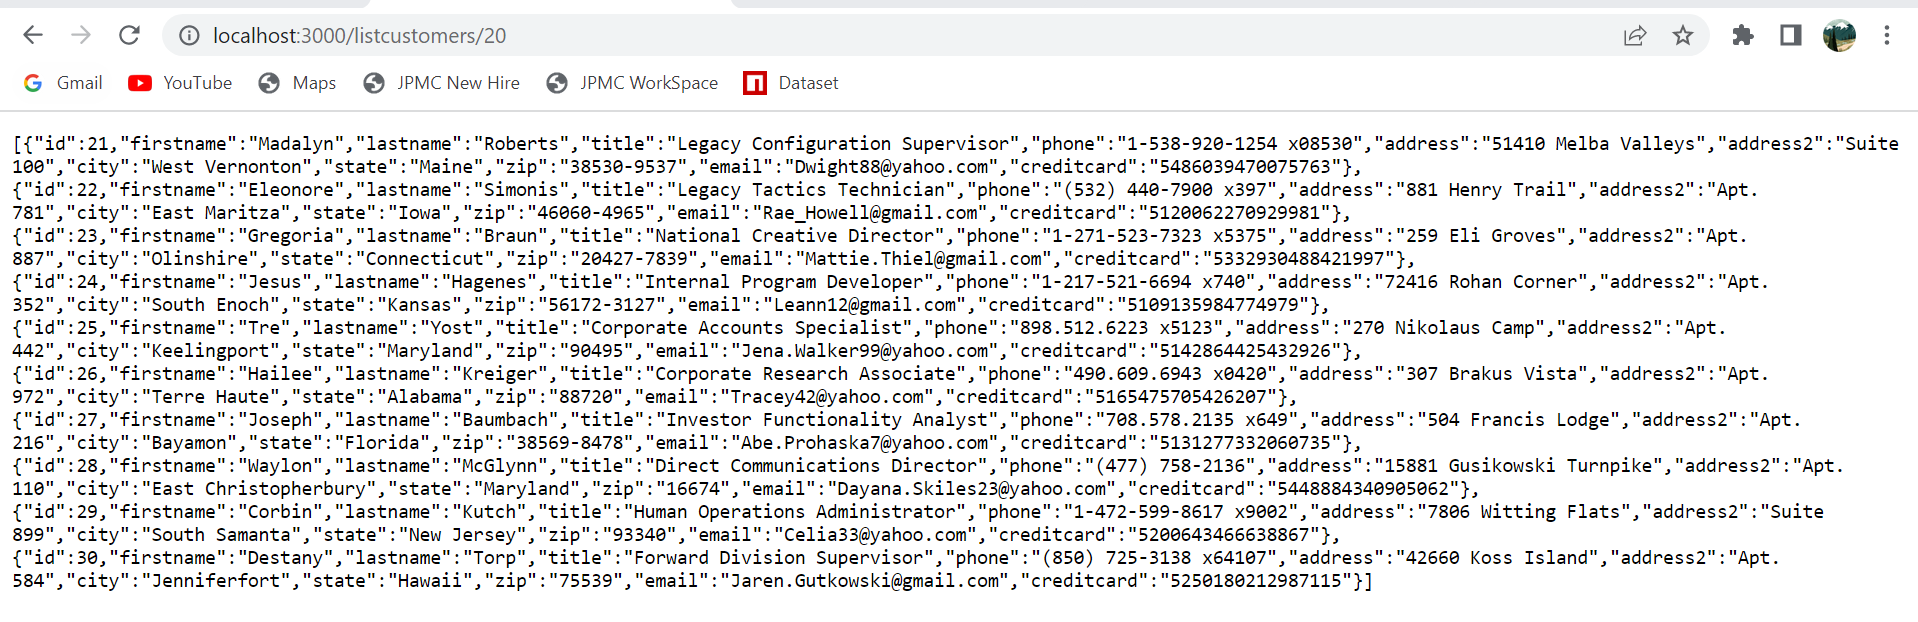 localhost:3000/listcustomers/20
Gmail YouTube Maps JPMC New Hire JPMC WorkSpace Dataset
[{"id":21,"firstname":"Madalyn","lastname":"Roberts","title":"Legacy Configuration Supervisor","phone":"1-538-920-1254 x08530","address":"51410 Melba Valleys","address2":"Suite
100","city":"West Vernonton","state":"Maine","zip":"38530-9537","email":"Dwight88@yahoo.com","creditcard":"5486039470075763"},
{"id":22,"firstname":"Eleonore","lastname":"Simonis","title":"Legacy Tactics Technician","phone":"(532) 440-7900 x397","address":"881 Henry Trail","address2":"Apt.
781","city":"East Maritza","state":"Iowa","zip":"46060-4965","email":"Rae_Howell@gmail.com","creditcard":"5120062270929981"},
{"id":23,"firstname":"Gregoria","lastname":"Braun","title":"National Creative Director","phone":"1-271-523-7323 x5375","address":"259 Eli Groves","address2":"Apt.
887","city":"Olinshire","state":"Connecticut","zip":"20427-7839","email":"Mattie.Thiel@gmail.com","creditcard":"5332930488421997"},
{"id":24,"firstname":"Jesus","lastname":"Hagenes","title":"Internal Program Developer","phone":"1-217-521-6694 x740","address":"72416 Rohan Corner","address2":"Apt.
352","city":"South Enoch","state":"Kansas","zip":"56172-3127","email":"Leann12@gmail.com","creditcard":"5109135984774979"},
{"id":25,"firstname":"Tre","lastname":"Yost","title":"Corporate Accounts Specialist","phone":"898.512.6223 x5123","address":"270 Nikolaus Camp","address2":"Apt.
442","city":"Keelingport","state":"Maryland","zip":"90495","email":"Jena.Walker99@yahoo.com","creditcard":"5142864425432926"},
{"id":26,"firstname":"Hailee","lastname":"Kreiger","title":"Corporate Research Associate","phone":"490.609.6943 x0420","address":"307 Brakus Vista","address2":"Apt.
972","city":"Terre Haute","state":"Alabama","zip":"88720","email":"Tracey42@yahoo.com","creditcard":"5165475705426207"},
{"id":27,"firstname":"Joseph","lastname":"Baumbach","title":"Investor Functionality Analyst","phone":"708.578.2135 x649","address":"504 Francis Lodge","address2":"Apt.
216","city":"Bayamon","state":"Florida","zip":"38569-8478","email":"Abe.Prohaska7@yahoo.com","creditcard":"5131277332060735"},
{"id":28,"firstname":"Waylon","lastname":"McGlynn","title":"Direct Communications Director","phone":"(477) 758-2136","address":"15881 Gusikowski Turnpike","address2":"Apt.
110","city":"East Christopherbury","state":"Maryland","zip":"16674","email":"Dayana.Skiles23@yahoo.com","creditcard":"5448884340905062"},
{"id":29,"firstname":"Corbin","lastname":"Kutch","title":"Human Operations Administrator","phone":"1-472-599-8617 x9002","address":"7806 Witting Flats","address2":"Suite
899","city":"South Samanta","state":"New Jersey","zip":"93340","email":"Celia33@yahoo.com","creditcard":"5200643466638867"},
{"id":30,"firstname":"Destany","lastname":"Torp","title":"Forward Division Supervisor","phone":"(850) 725-3138 x64107","address":"42660 Koss Island","address2":"Apt.
584","city":"Jenniferfort","state":"Hawaii","zip":"75539","email":"Jaren.Gutkowski@gmail.com","creditcard":"5250180212987115"}]